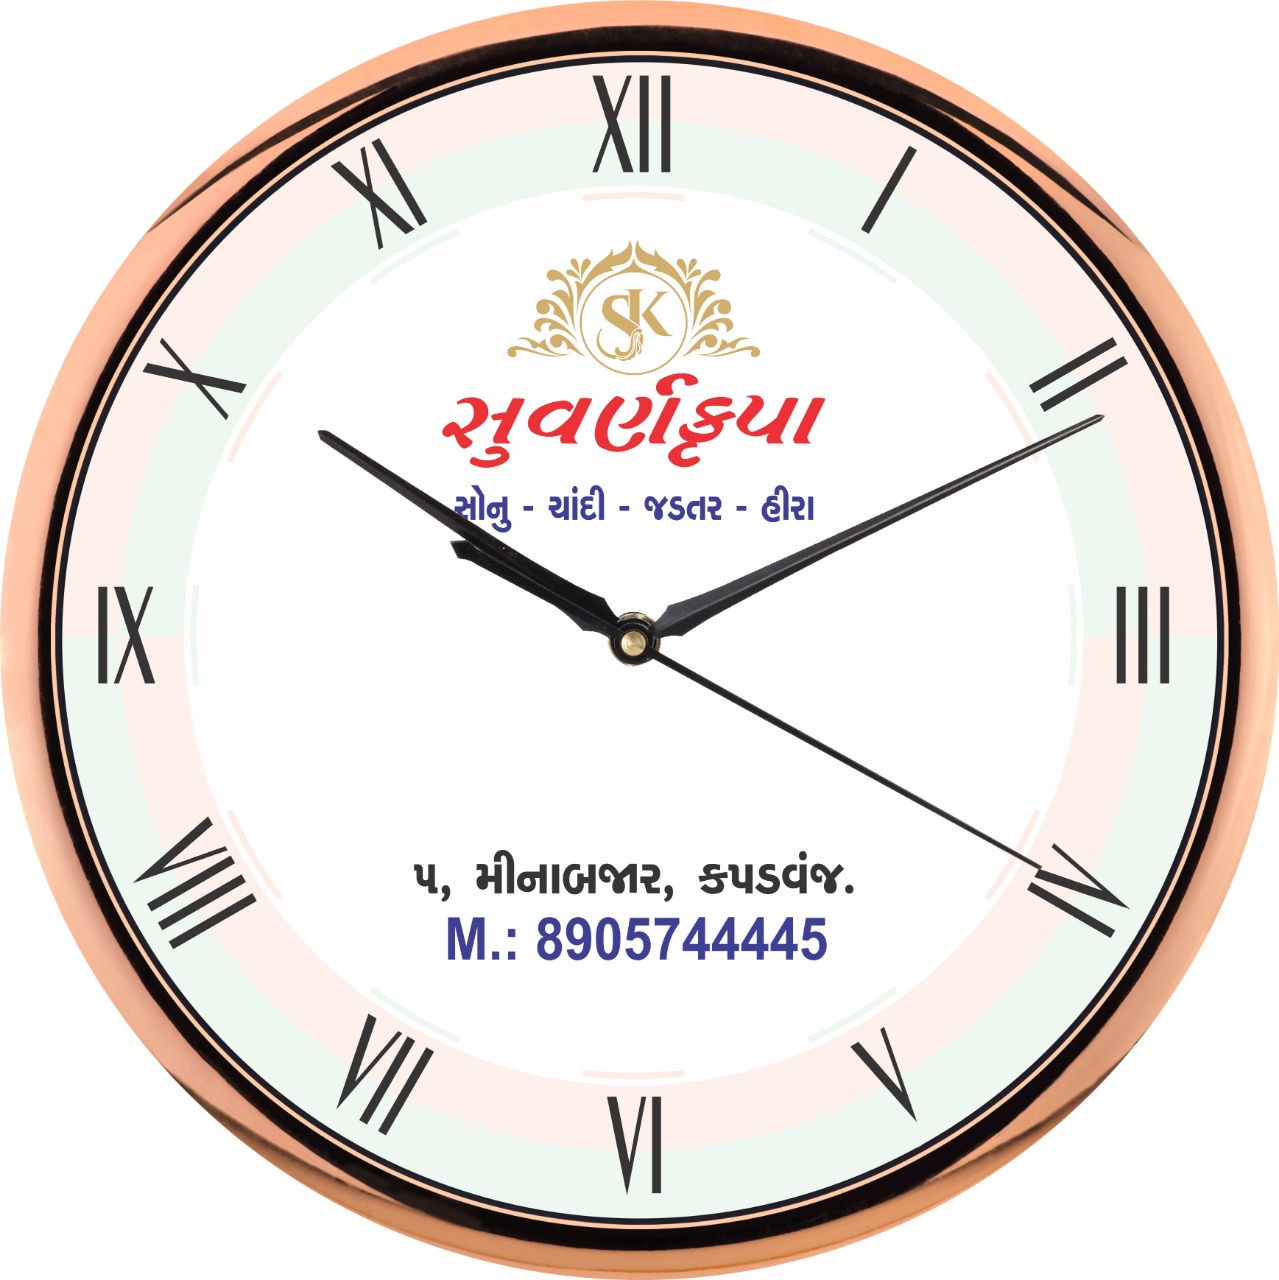 XII
XI
I
X
II
SK
સુવર્ણકૃપા
સોનુ - ચાંદી - જડતર - હીરા
IX
III
VIII
IV
૫, મીનાબજાર, કપડવંજ.
M.: 8905744445
VII
V
VI